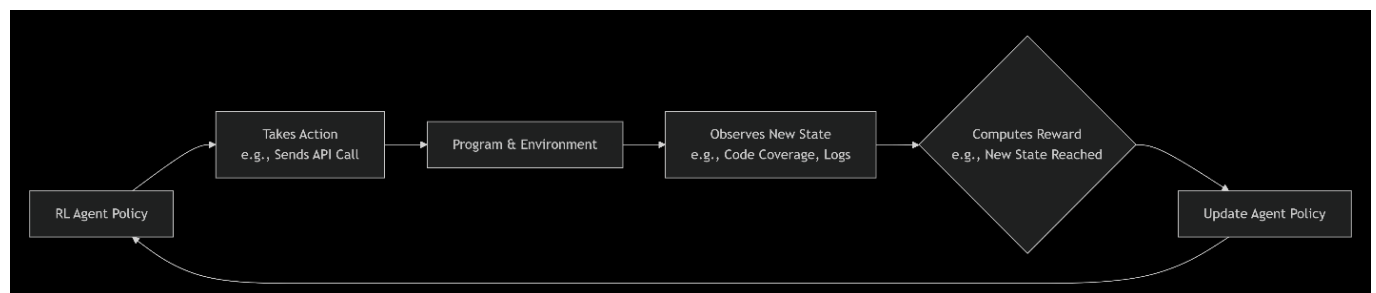 RL Agent Policy
Takes Action
e.g., Sends API Call
Program & Environment
Observes New State
e.g., Code Coverage, Logs
Computes Reward
e.g., New State Reached
Update Agent Policy